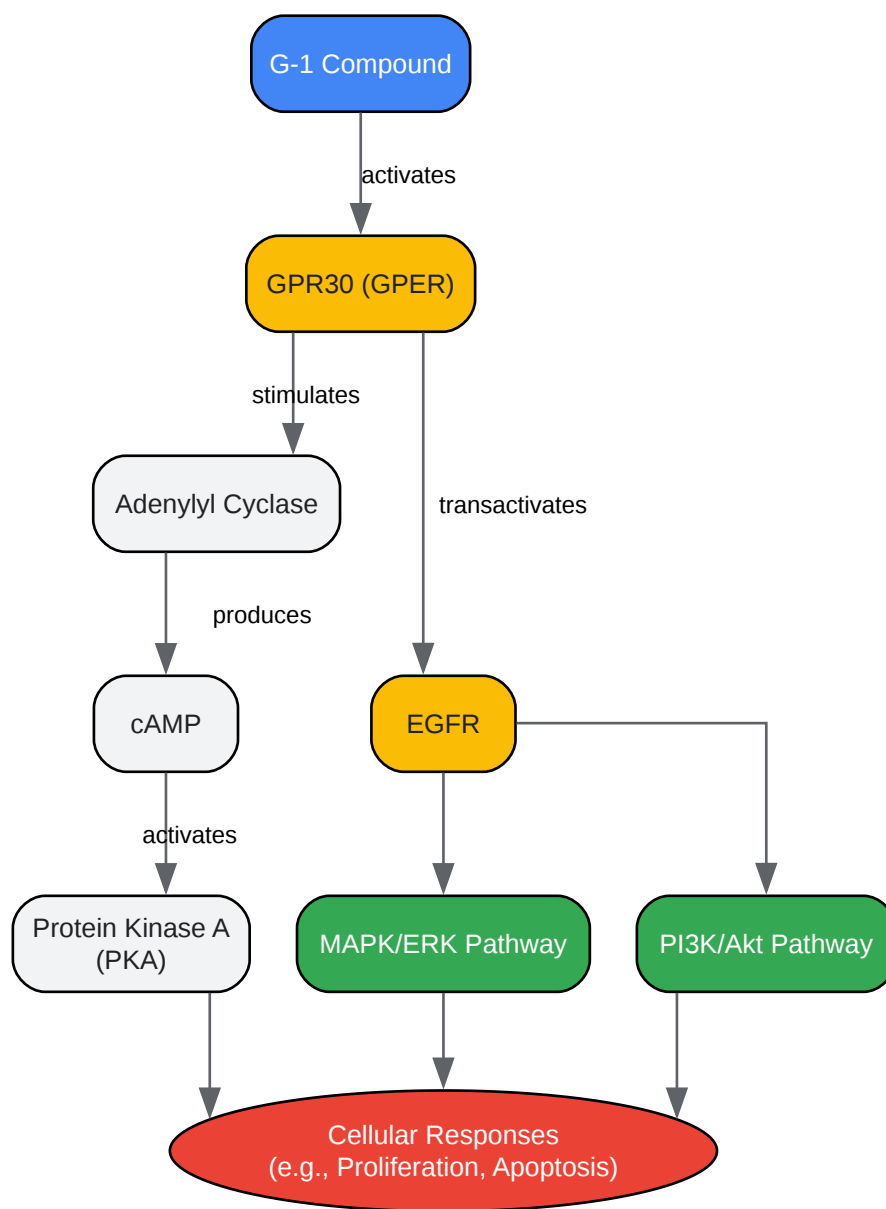 G-1 Compound
activates
GPR30 (GPER)
stimulates
Adenylyl Cyclase
transactivates
produces
cAMP
EGFR
activates
Protein Kinase A
(PKA)
MAPK/ERK Pathway
PI3K/Akt Pathway
Cellular Responses
(e.g., Proliferation, Apoptosis)